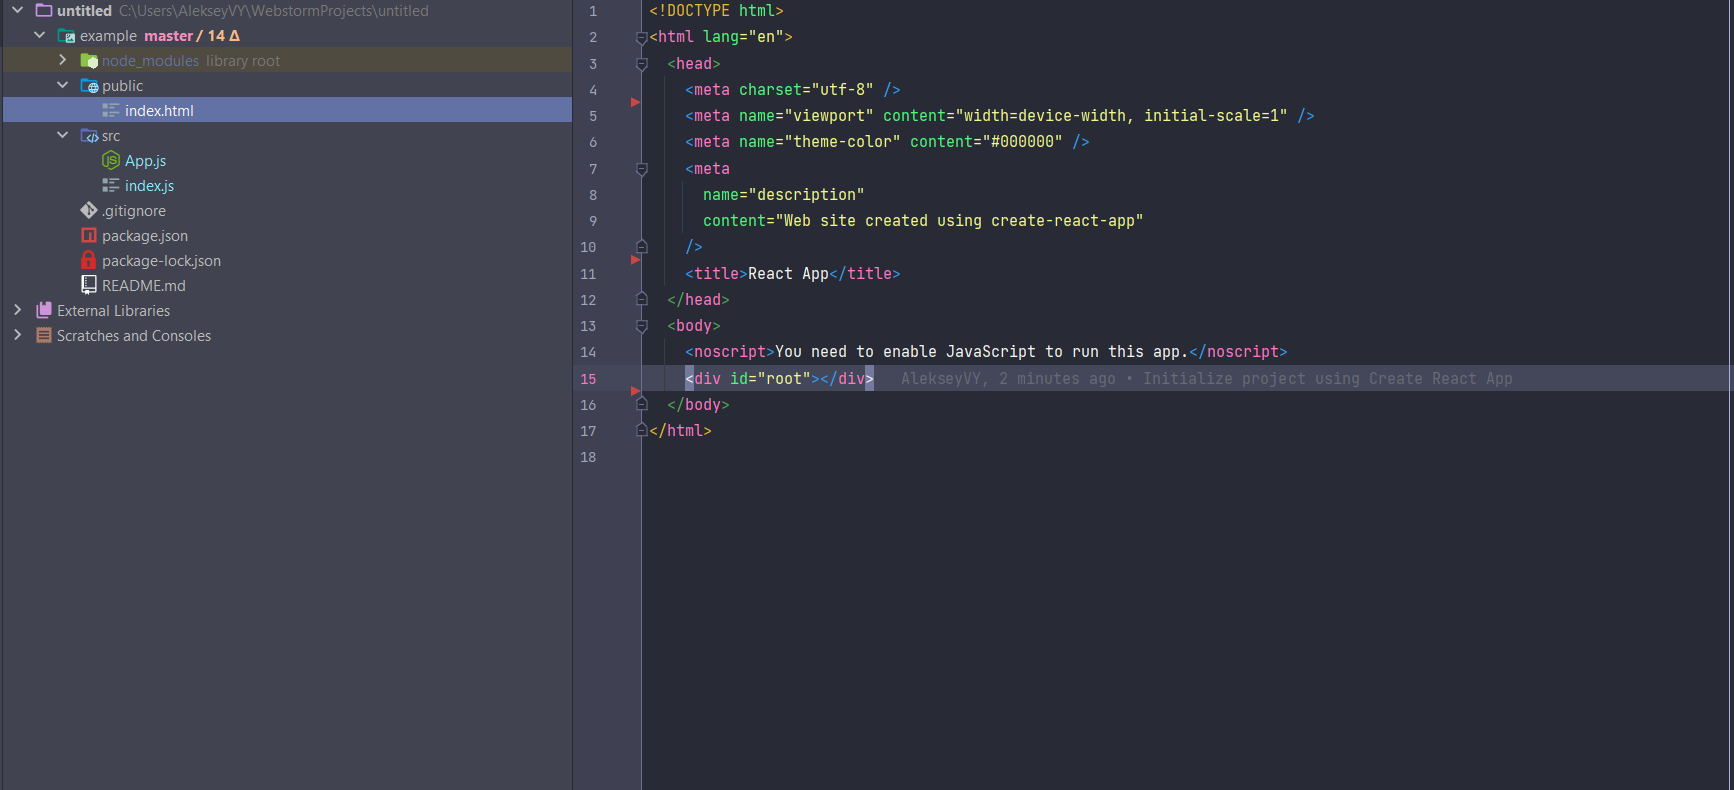 untitled C:\Users\AlekseyVY\WebstormProjects\untitled
example master / 14 Δ
node_modules library root
public
index.html
src
App.js
index.js
.gitignore
package.json
package-lock.json
README.md
External Libraries
Scratches and Consoles
1 <!DOCTYPE html>
2 <html lang="en">
3 <head>
4 <meta charset="utf-8" />
5 <meta name="viewport" content="width=device-width, initial-scale=1" />
6 <meta name="theme-color" content="#000000" />
7 <meta
8 name="description"
9 content="Web site created using create-react-app"
10 />
11 <title>React App</title>
12 </head>
13 <body>
14 <noscript>You need to enable JavaScript to run this app.</noscript>
15 <div id="root"></div> AlekseyVY, 2 minutes ago • Initialize project using Create React App
16 </body>
17 </html>
18